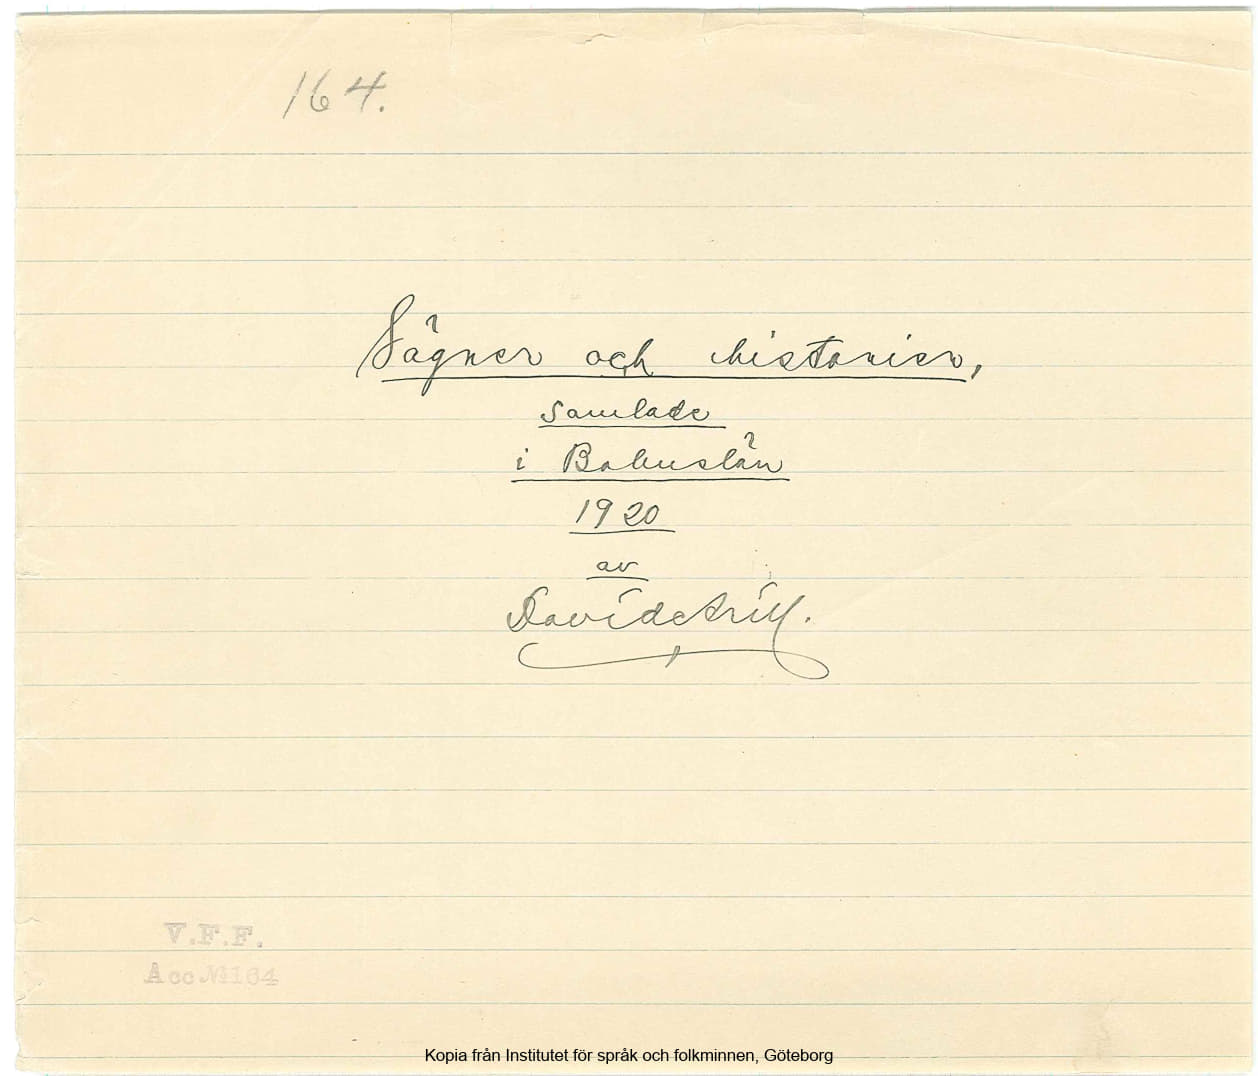 164.
Sägner och historier,
samlade
i Bohuslän
1920
av
David Arill.
V.F.F.
Acc №164
Kopia från Institutet för språk och folkminnen, Göteborg